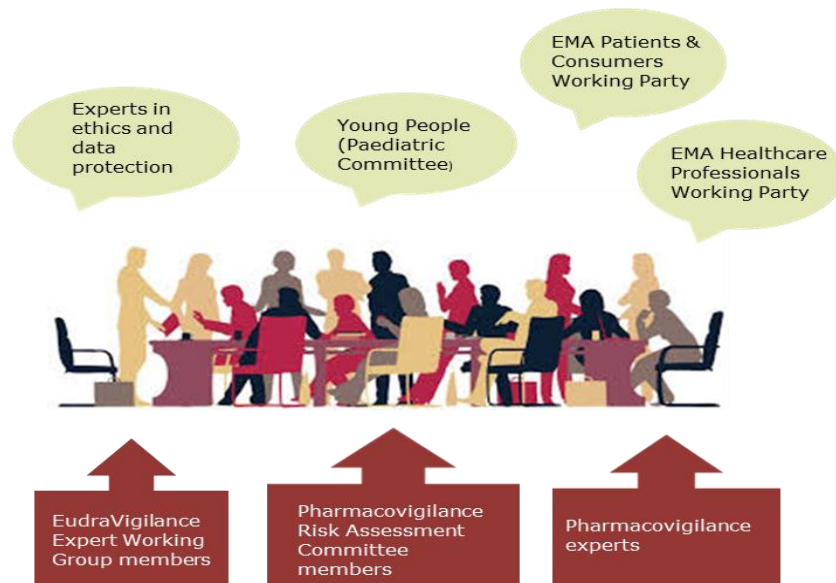 EMA Patients &
Consumers
Working Party
Experts in
ethics and
data
protection
Young People
(Paediatric
Committee)
EMA Healthcare
Professionals
Working Party
EudraVigilance
Expert Working
Group members
Pharmacovigilance
Risk Assessment
Committee
members
Pharmacovigilance
experts